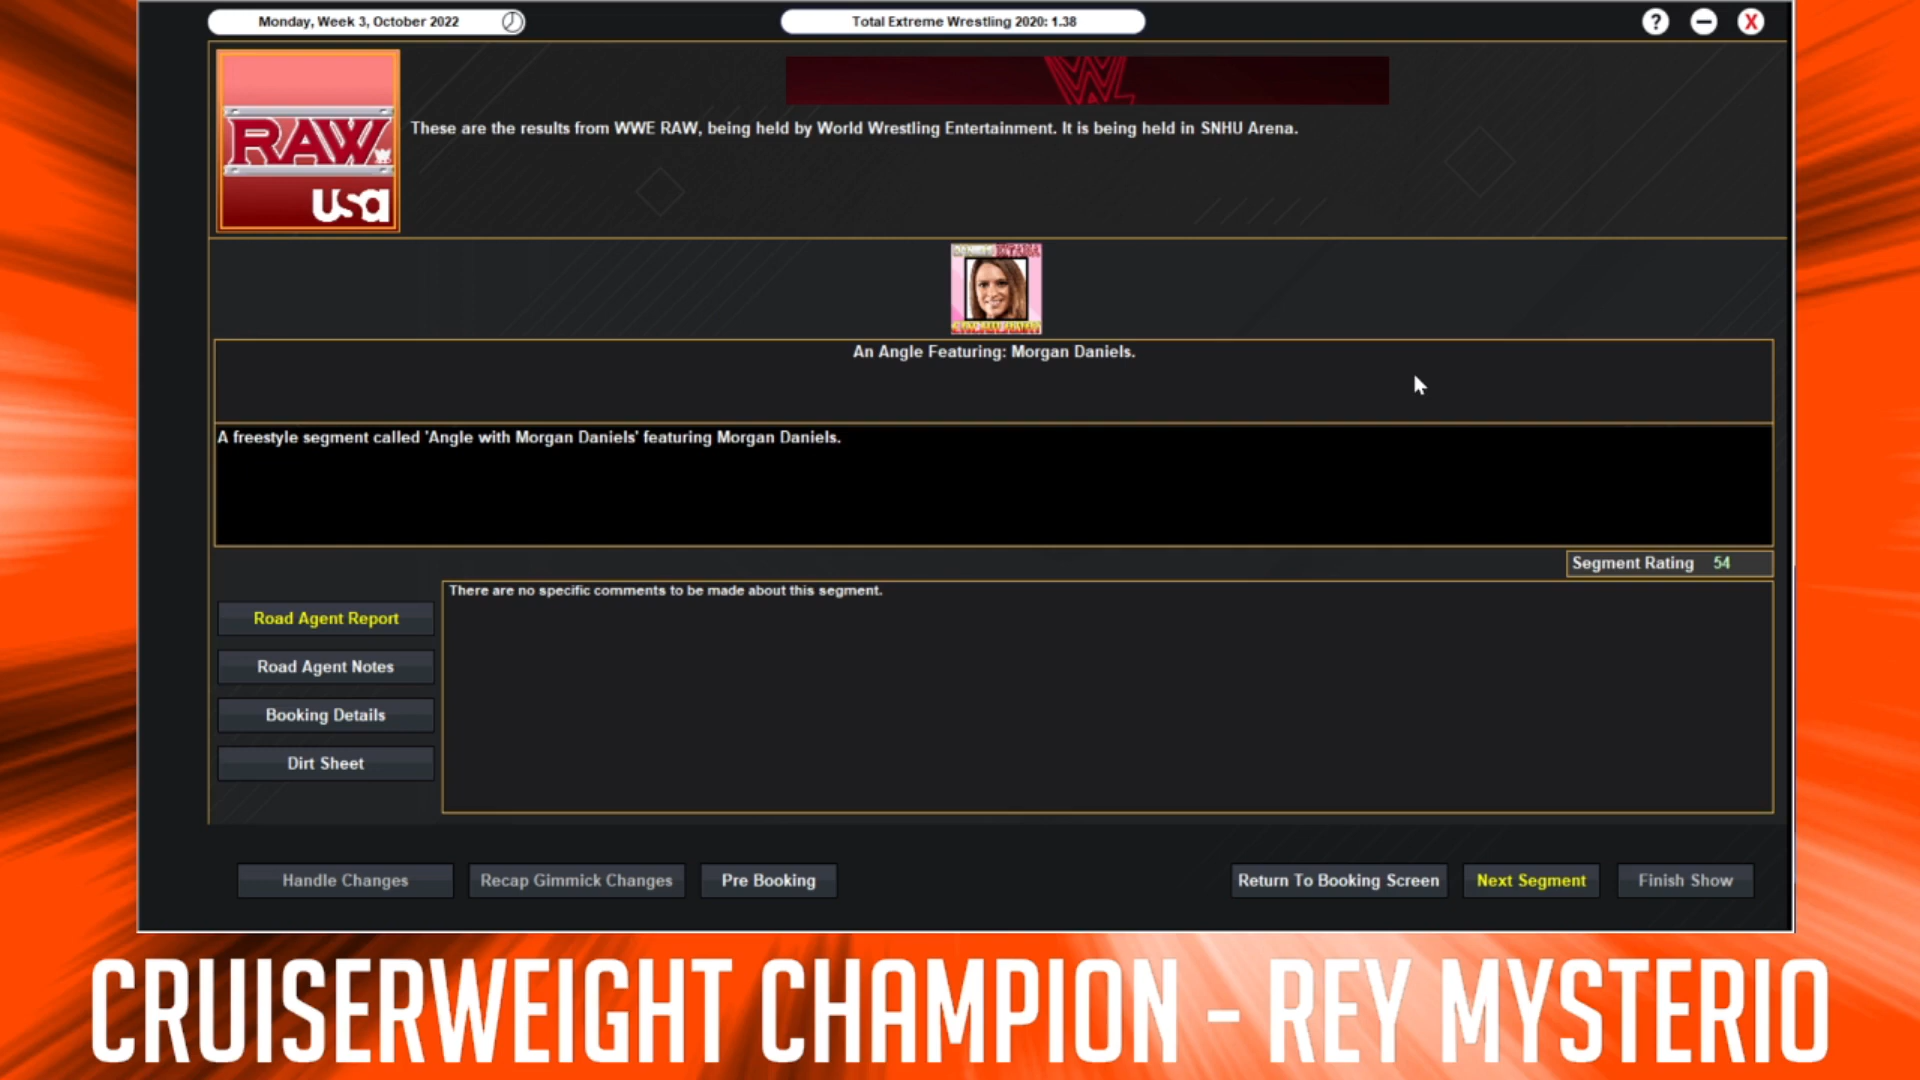 Monday, Week 3, October 2022
Total Extreme Wrestling 2020: 1.38
?
X
RAW
usa
These are the results from WWE RAW, being held by World Wrestling Entertainment. It is being held in SNHU Arena.
An Angle Featuring: Morgan Daniels.
A freestyle segment called 'Angle with Morgan Daniels' featuring Morgan Daniels.
Segment Rating 54
There are no specific comments to be made about this segment.
Road Agent Report
Road Agent Notes
Booking Details
Dirt Sheet
Handle Changes
Recap Gimmick Changes
Pre Booking
Return To Booking Screen
Next Segment
Finish Show
CRUISERWEIGHT CHAMPION - REY MYSTERIO